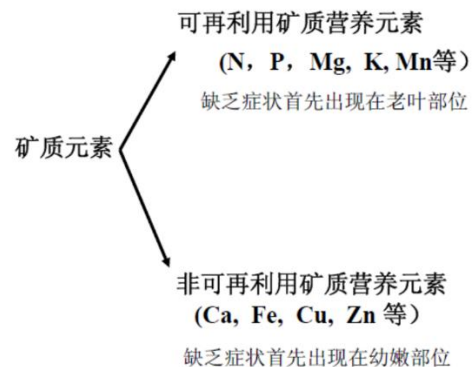 可再利用矿质营养元素
(N，P，Mg, K, Mn等）
缺乏症状首先出现在老叶部位
矿质元素
非可再利用矿质营养元素
(Ca, Fe, Cu, Zn 等）
缺乏症状首先出现在幼嫩部位